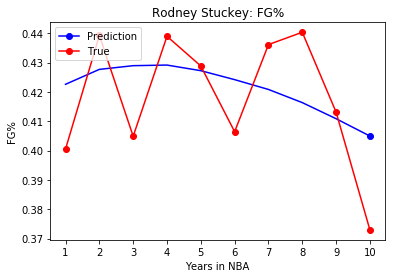 Rodney Stuckey: FG%
Prediction
True
0.44
0.43
0.42
0.41
0.40
0.39
0.38
0.37
FG%
1 2 3 4 5 6 7 8 9 10
Years in NBA